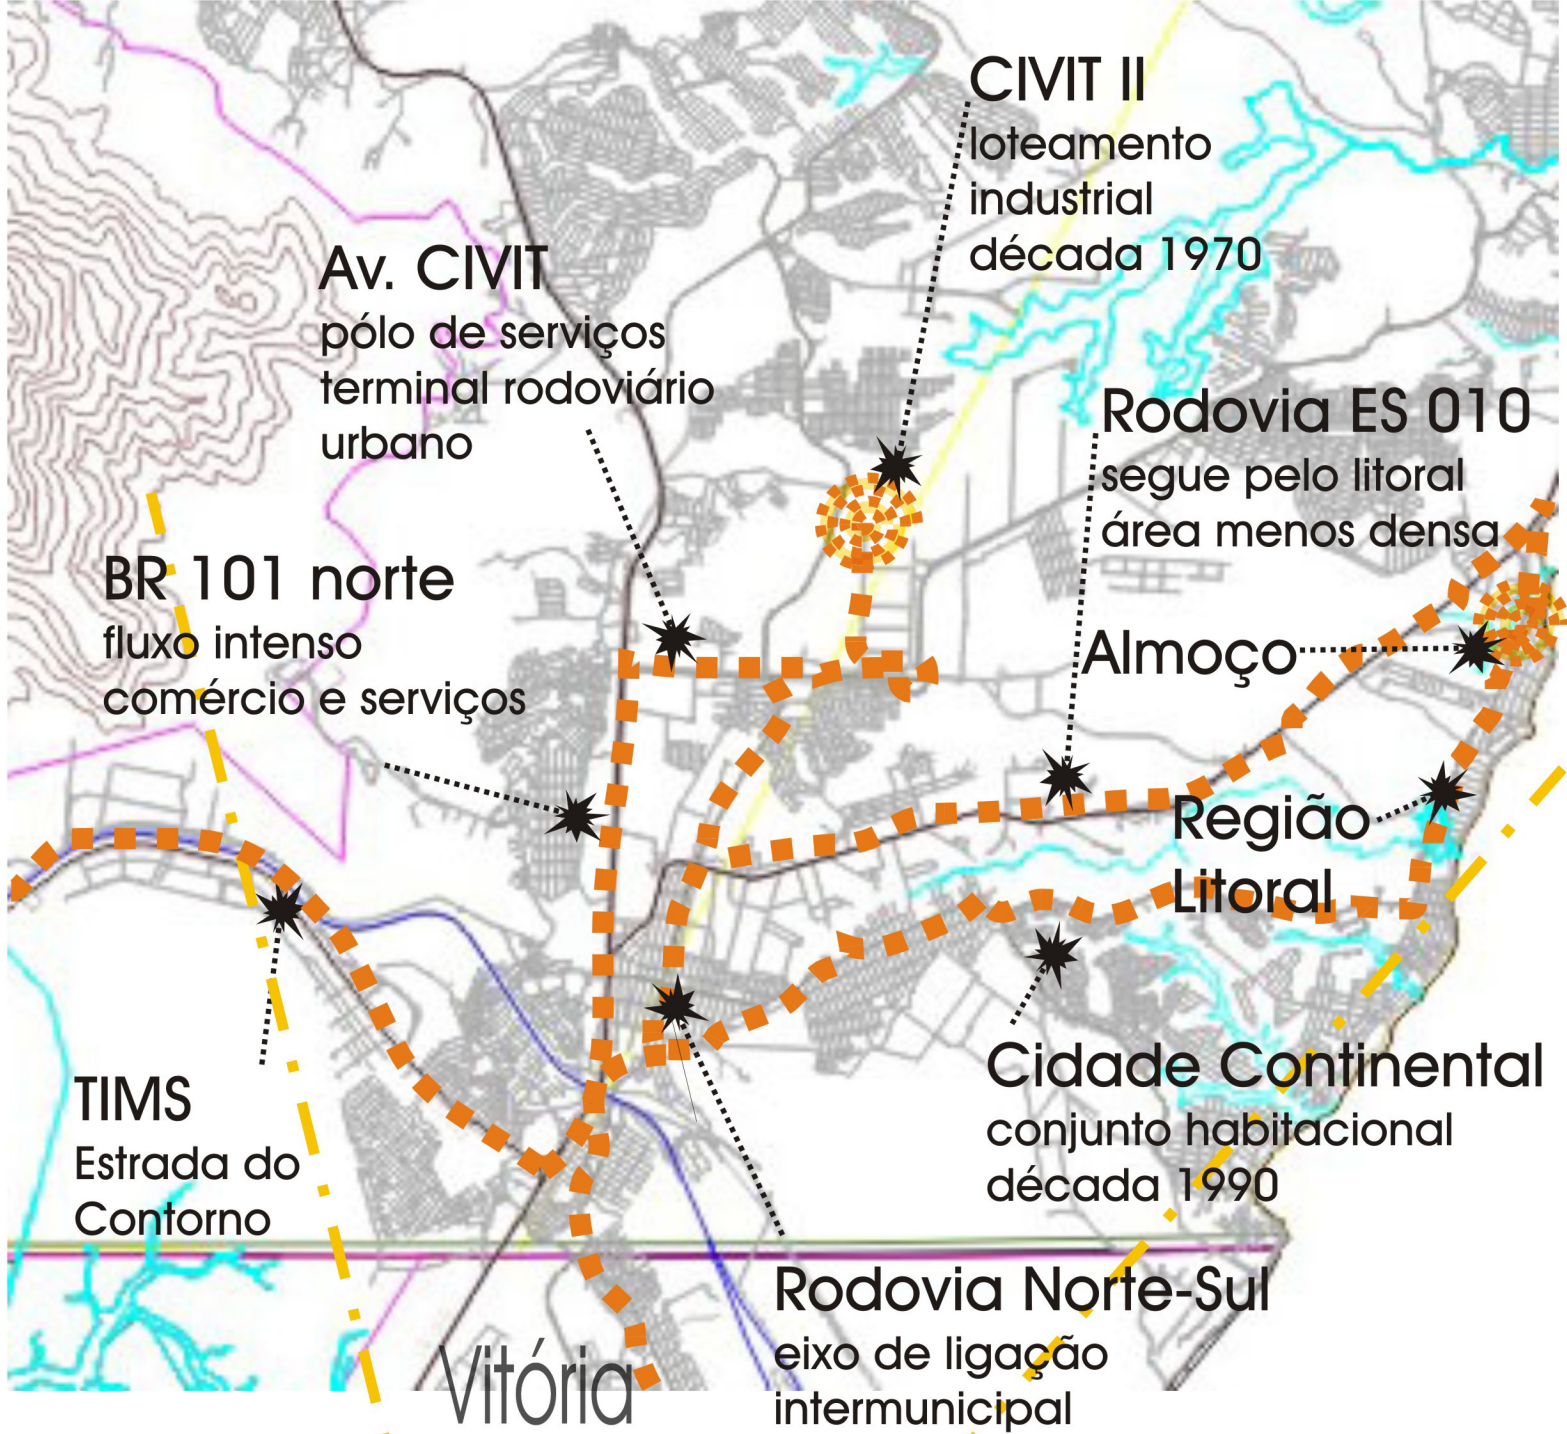 CIVIT II
loteamento
industrial
década 1970
Av. CIVIT
pólo de serviços
terminal rodoviário
urbano
Rodovia ES 010
segue pelo litoral
área menos densa
BR 101 norte
fluxo intenso
comércio e serviços
Almoço
Região
Litoral
TIMS
Estrada do
Contorno
Cidade Continental
conjunto habitacional
década 1990
Rodovia Norte-Sul
eixo de ligação
intermunicipal
Vitória